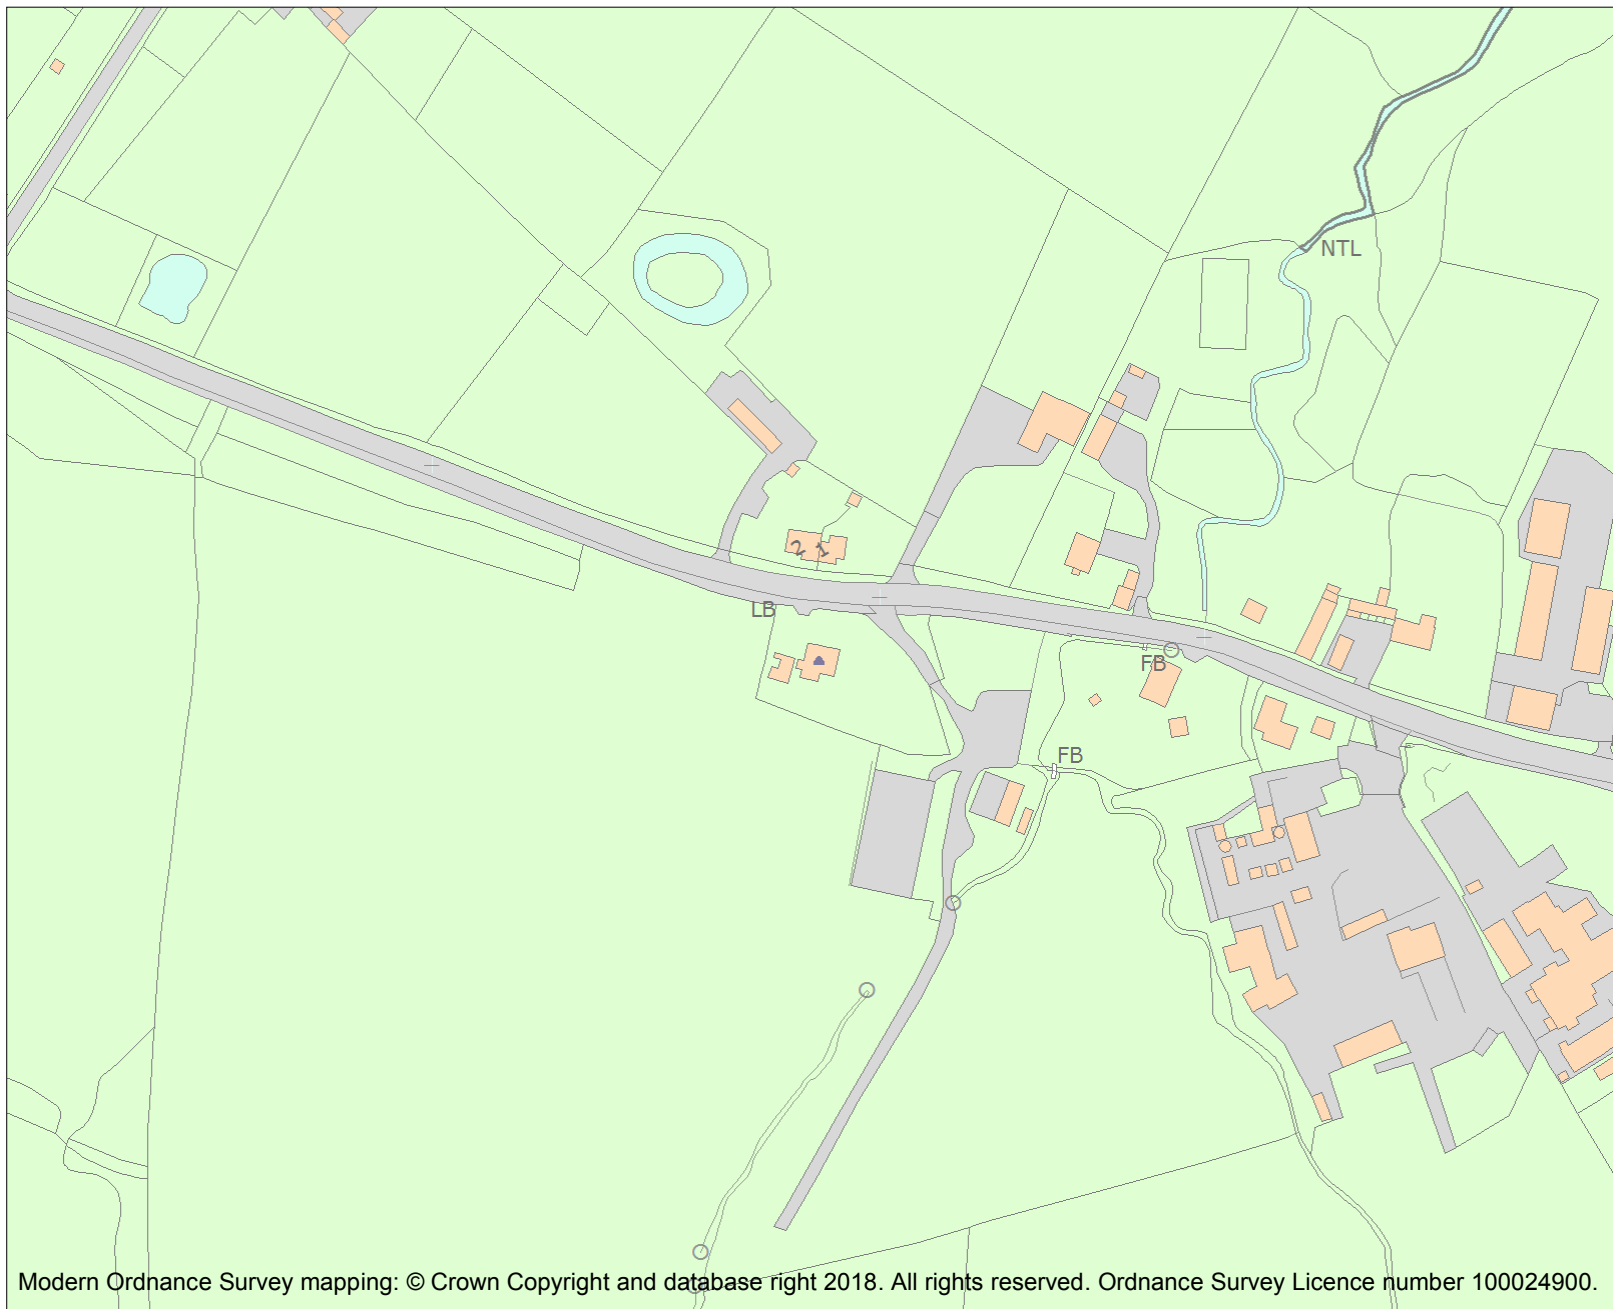 NTL
2 1
LB
FB
FB
Modern Ordnance Survey mapping: © Crown Copyright and database right 2018. All rights reserved. Ordnance Survey Licence number 100024900.